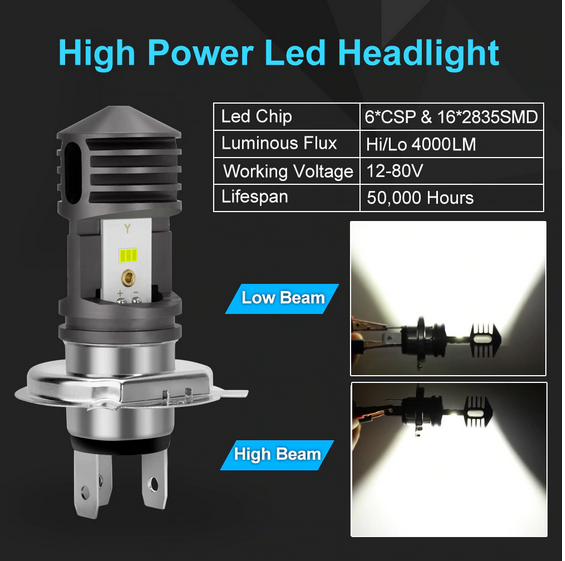 High Power Led Headlight
Led Chip 6*CSP & 16*2835SMD
Luminous Flux Hi/Lo 4000LM
Working Voltage 12-80V
Lifespan 50,000 Hours
Y
+ -
Low Beam
High Beam